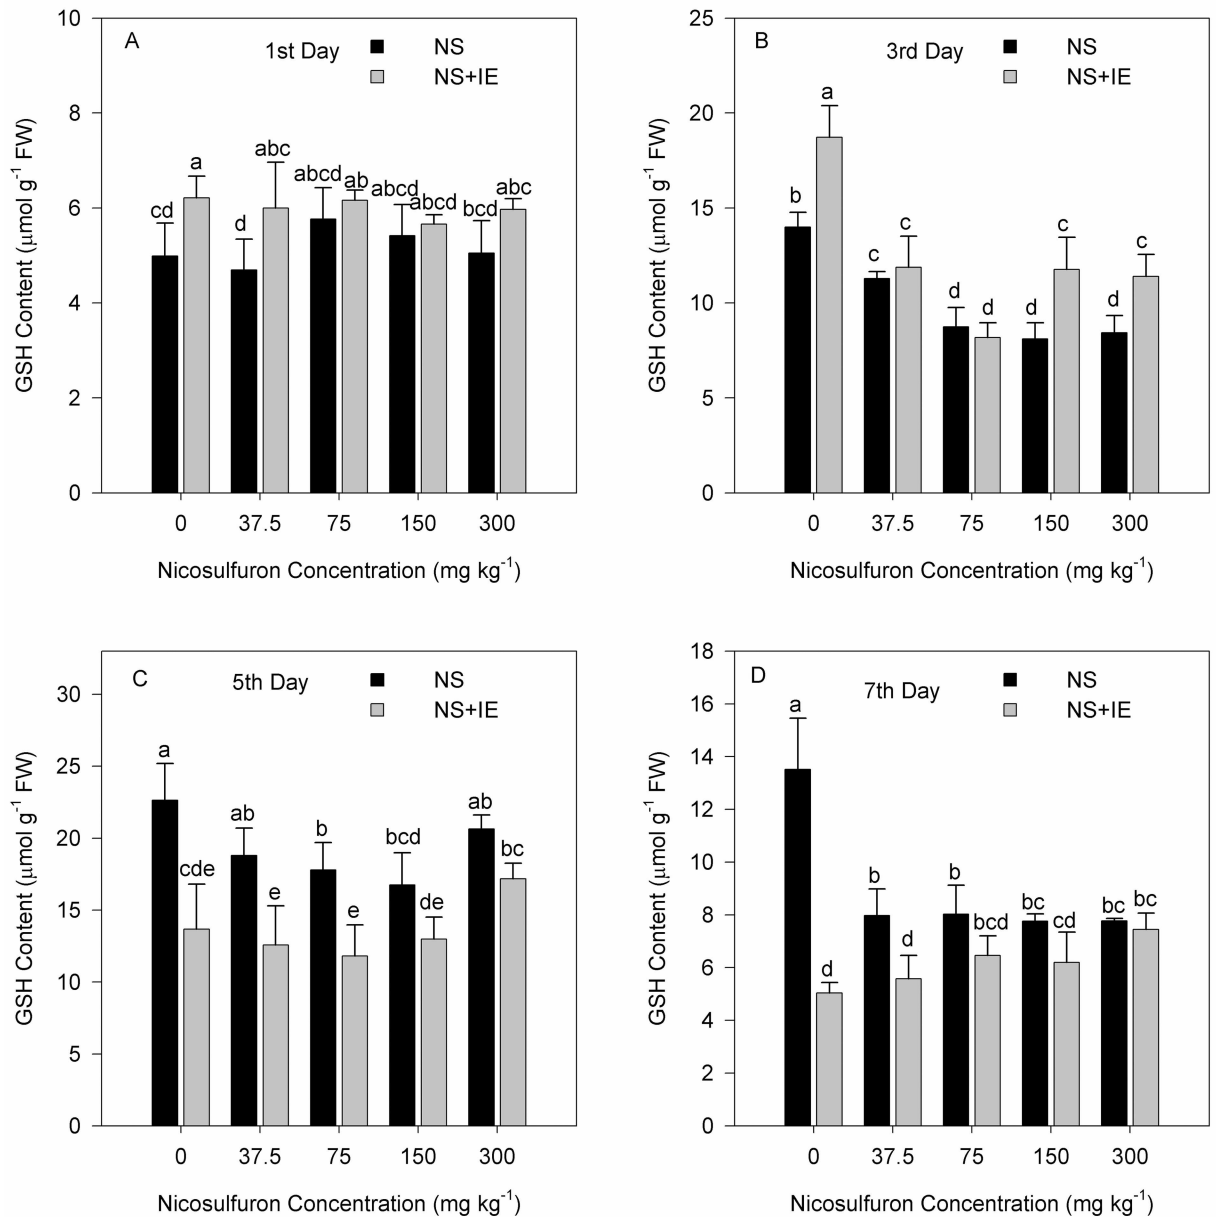 A
1st Day
NS
NS+IE
GSH Content (μmol g⁻¹ FW)
10
8
6
4
2
0
cd
a
d
abc
abcd
ab
abcd
abcd
bcd
abc
0
37.5
75
150
300
Nicosulfuron Concentration (mg kg⁻¹)
B
3rd Day
NS
NS+IE
GSH Content (μmol g⁻¹ FW)
25
20
15
10
5
0
b
a
c
c
d
d
d
c
d
c
0
37.5
75
150
300
Nicosulfuron Concentration (mg kg⁻¹)
C
5th Day
NS
NS+IE
GSH Content (μmol g⁻¹ FW)
30
25
20
15
10
5
0
a
cde
ab
e
b
e
bcd
de
ab
bc
0
37.5
75
150
300
Nicosulfuron Concentration (mg kg⁻¹)
D
7th Day
NS
NS+IE
GSH Content (μmol g⁻¹ FW)
18
16
14
12
10
8
6
4
2
0
a
d
b
d
b
bcd
bc
cd
bc
bc
0
37.5
75
150
300
Nicosulfuron Concentration (mg kg⁻¹)